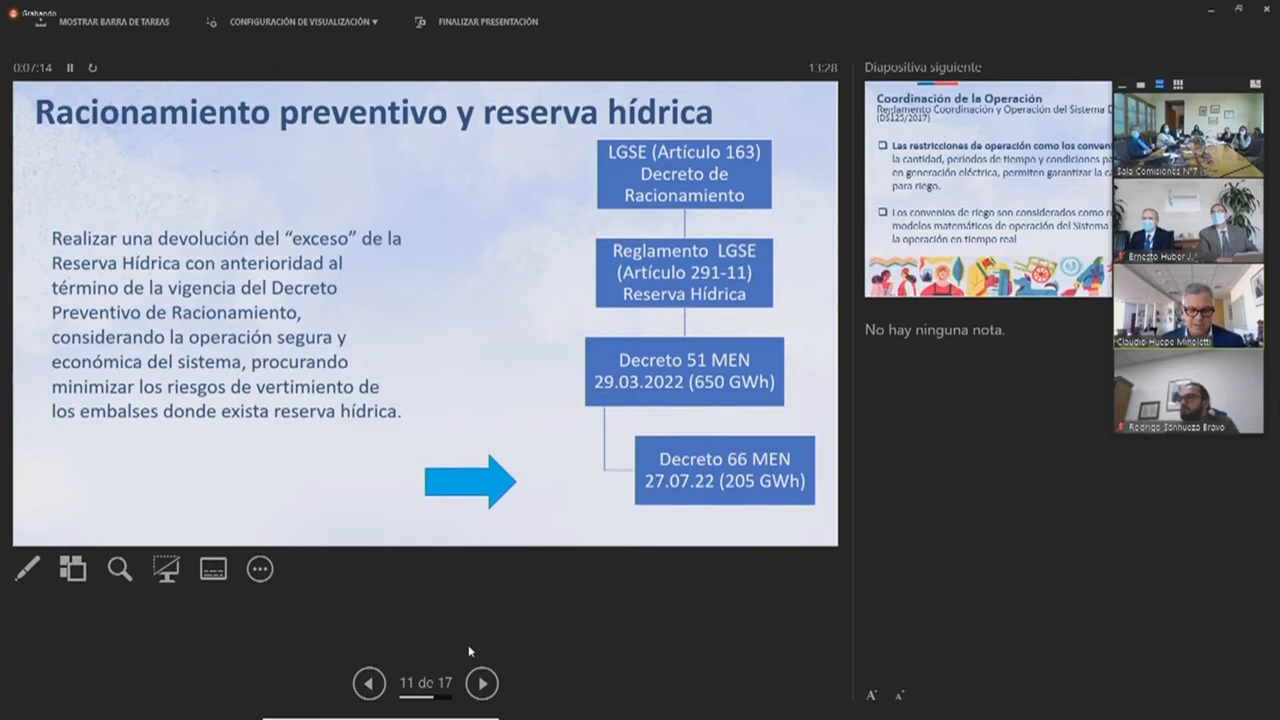 Grabando
MOSTRAR BARRA DE TAREAS
CONFIGURACIÓN DE VISUALIZACIÓN ▾
FINALIZAR PRESENTACIÓN
0:07:14
13:28
Racionamiento preventivo y reserva hídrica
LGSE (Artículo 163)
Decreto de
Racionamiento
Realizar una devolución del “exceso” de la
Reserva Hídrica con anterioridad al
término de la vigencia del Decreto
Preventivo de Racionamiento,
considerando la operación segura y
económica del sistema, procurando
minimizar los riesgos de vertimiento de
los embalses donde exista reserva hídrica.
Reglamento LGSE
(Artículo 291-11)
Reserva Hídrica
Decreto 51 MEN
29.03.2022 (650 GWh)
Decreto 66 MEN
27.07.22 (205 GWh)
11 de 17
Diapositiva siguiente
Coordinación de la Operación
Reglamento Coordinación y Operación del Sistema
(DS125/2017)
Las restricciones de operación como los
la cantidad, periodos de tiempo y condiciones
en generación eléctrica, permiten garantizar la
para riego.
Los convenios de riego son considerados como
modelos matemáticos de operación del Sistema
la operación en tiempo real
No hay ninguna nota.
Sala Comisiones N°7
Ernesto Huber J.
Claudio Huepe Minoletti
Rodrigo Sanhueza Bravo
A
A